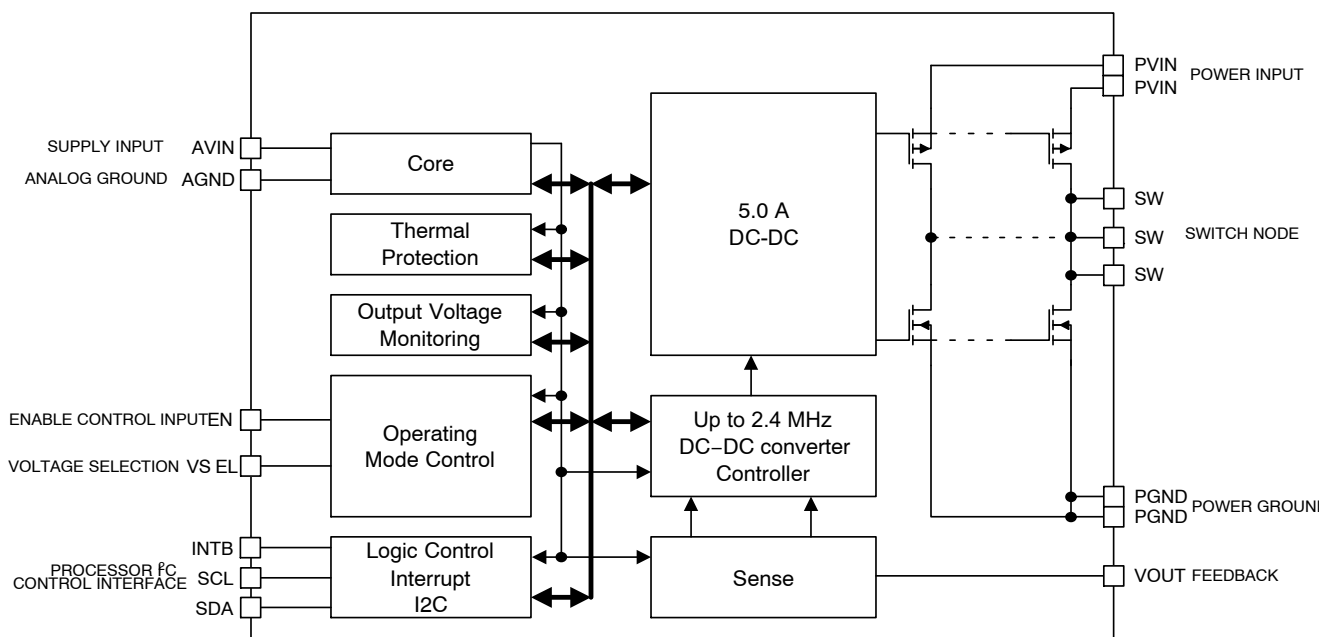 PVIN
POWER INPUT
PVIN
SUPPLY INPUT AVIN
ANALOG GROUND AGND
Core
5.0 A
DC-DC
SW
SW SWITCH NODE
SW
Thermal
Protection
Output Voltage
Monitoring
ENABLE CONTROL INPUT EN
VOLTAGE SELECTION VS EL
Operating
Mode Control
Up to 2.4 MHz
DC−DC converter
Controller
PGND
POWER GROUND
PGND
INTB
PROCESSOR I²C
CONTROL INTERFACE
SCL
SDA
Logic Control
Interrupt
I2C
Sense
VOUT FEEDBACK